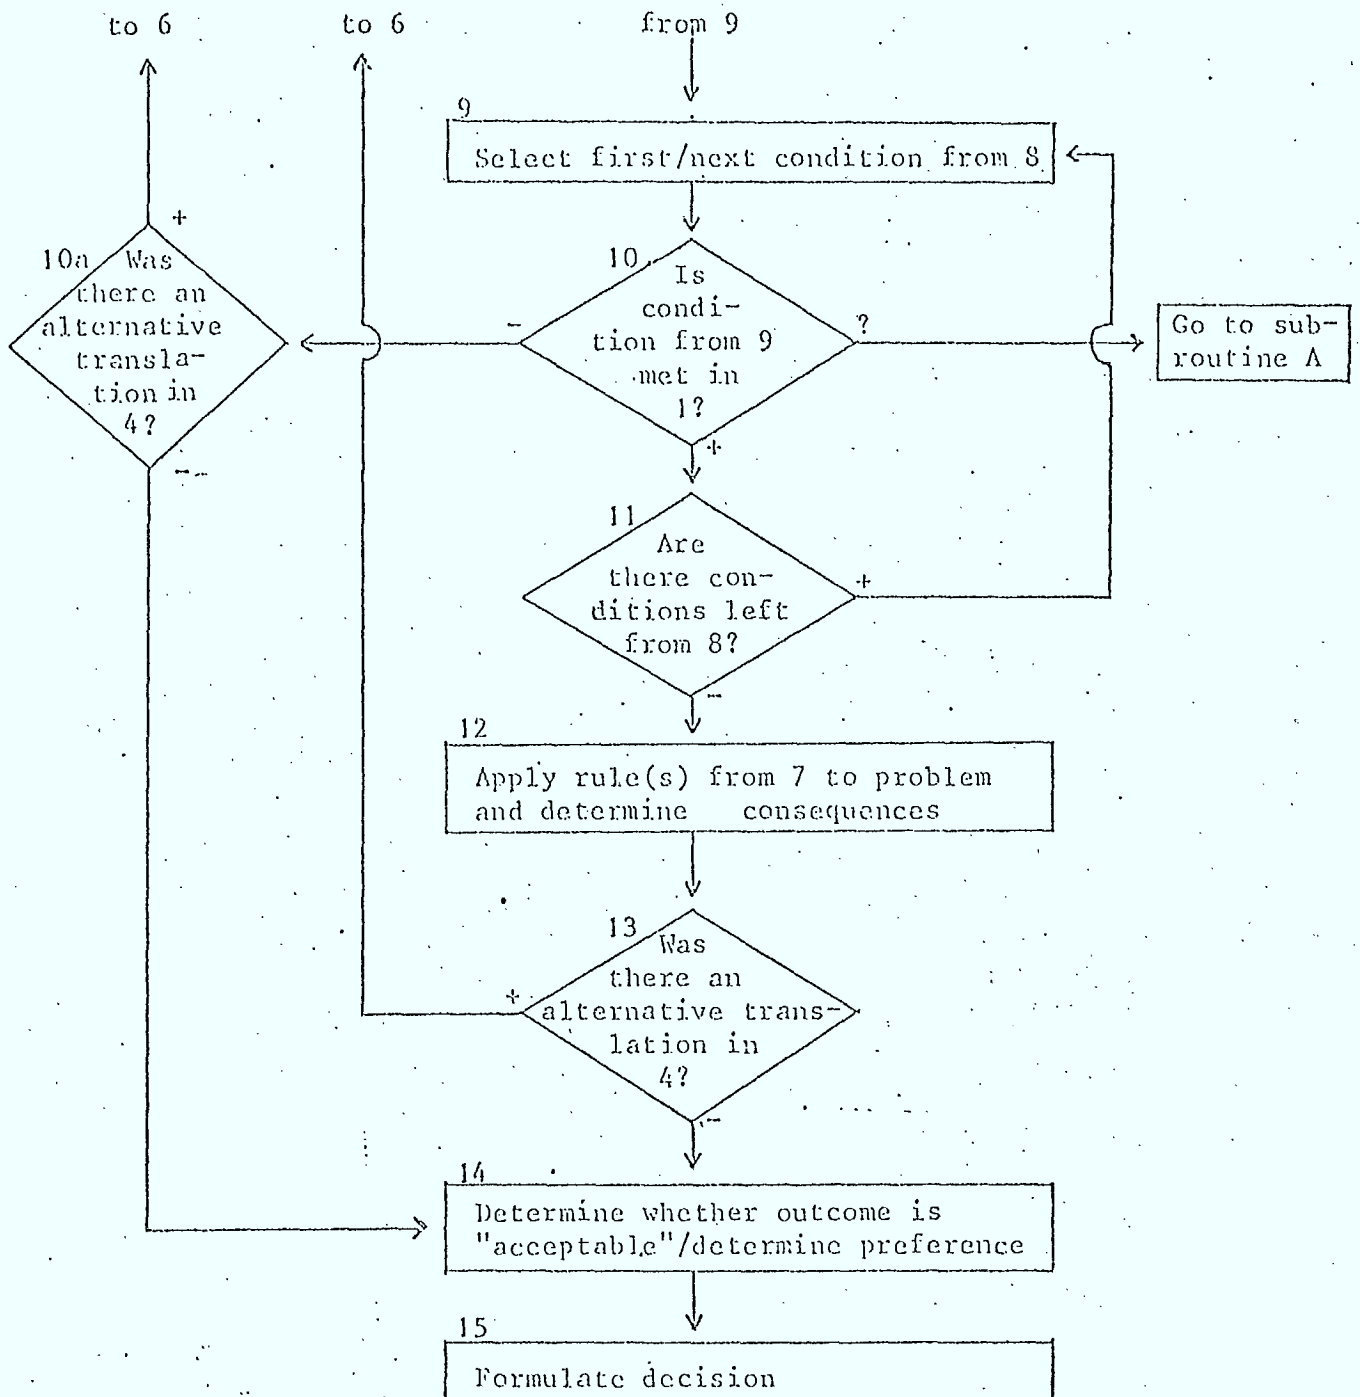 to 6
to 6
from 9
9
Select first/next condition from 8
10a
Was
there an
alternative
transla-
tion in
4?
+
--
10
Is
condi-
tion from 9
met in
1?
-
?
+
Go to sub-
routine A
11
Are
there con-
ditions left
from 8?
+
-
12
Apply rule(s) from 7 to problem
and determine consequences
13
Was
there an
alternative trans-
lation in
4?
+
-
14
Determine whether outcome is
"acceptable"/determine preference
15
Formulate decision